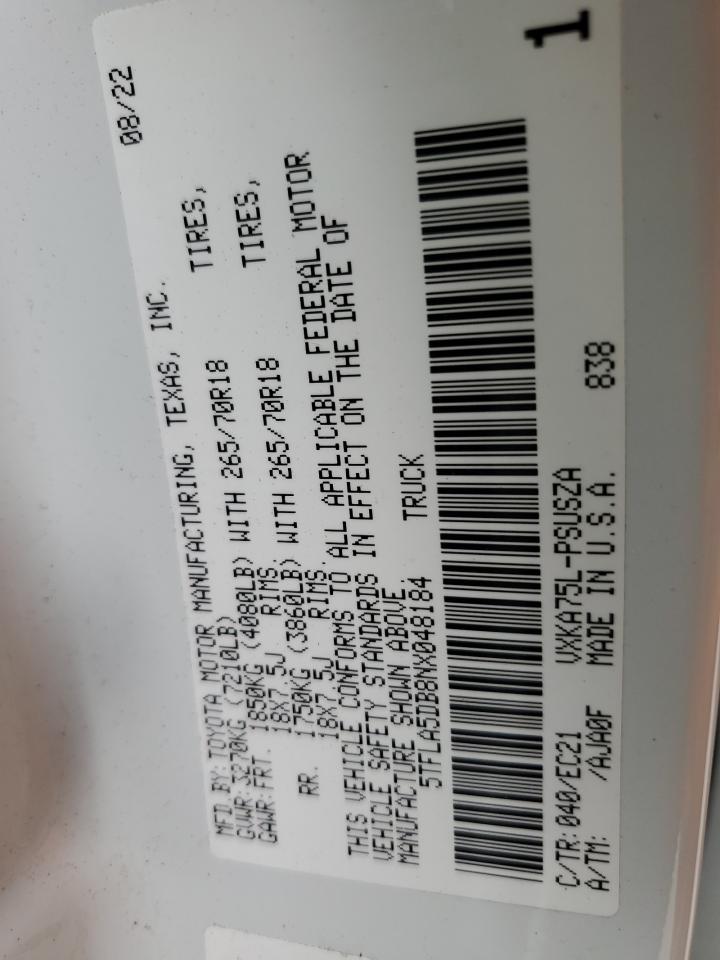 MFD BY: TOYOTA MOTOR MANUFACTURING, TEXAS, INC. 08/22
GVWR: 3270KG (7210LB)
GAWR: FRT. 1850KG (4080LB) WITH 265/70R18 TIRES,
18X7.5J RIMS,
RR. 1750KG (3860LB) WITH 265/70R18 TIRES,
18X7.5J RIMS.
THIS VEHICLE CONFORMS TO ALL APPLICABLE FEDERAL MOTOR
VEHICLE SAFETY STANDARDS IN EFFECT ON THE DATE OF
MANUFACTURE SHOWN ABOVE.
5TFLA5DB8NX048184 TRUCK
C/TR: 040/EC21 VXKA75L-PSUSZA
A/TM: /AJA0F MADE IN U.S.A. 838
1